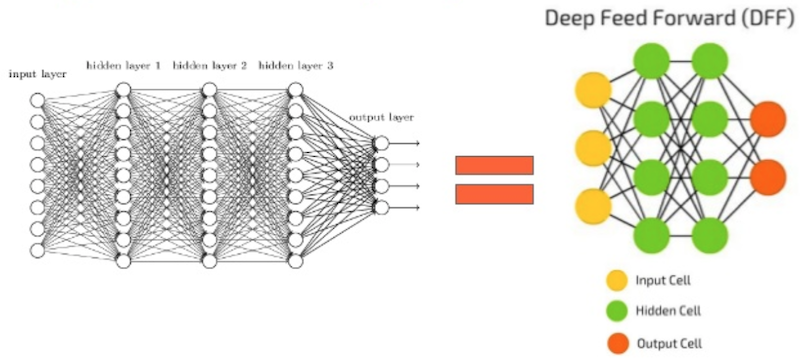 Deep Feed Forward (DFF)
hidden layer 1 hidden layer 2 hidden layer 3
input layer
output layer
Input Cell
Hidden Cell
Output Cell